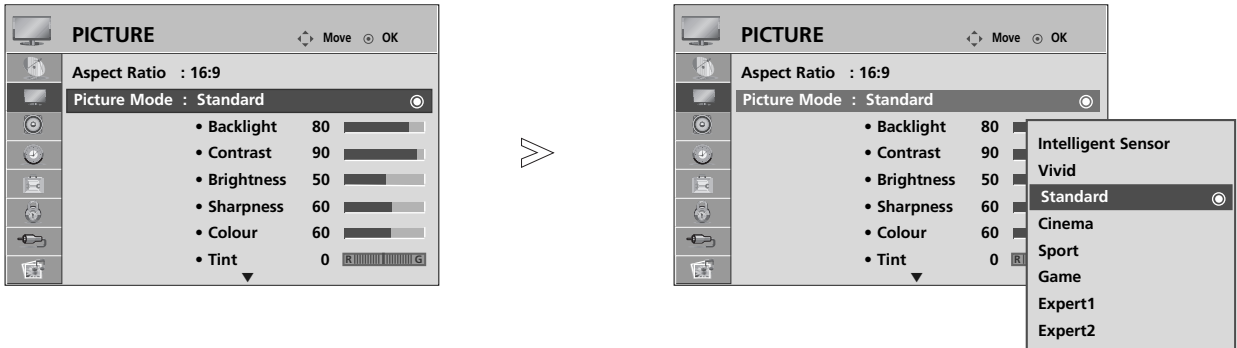 PICTURE
Move OK
Aspect Ratio : 16:9
Picture Mode : Standard
• Backlight 80
• Contrast 90
• Brightness 50
• Sharpness 60
• Colour 60
• Tint 0 R G
PICTURE
Move OK
Aspect Ratio : 16:9
Picture Mode : Standard
• Backlight 80
• Contrast 90
• Brightness 50
• Sharpness 60
• Colour 60
• Tint 0 R
Intelligent Sensor
Vivid
Standard
Cinema
Sport
Game
Expert1
Expert2